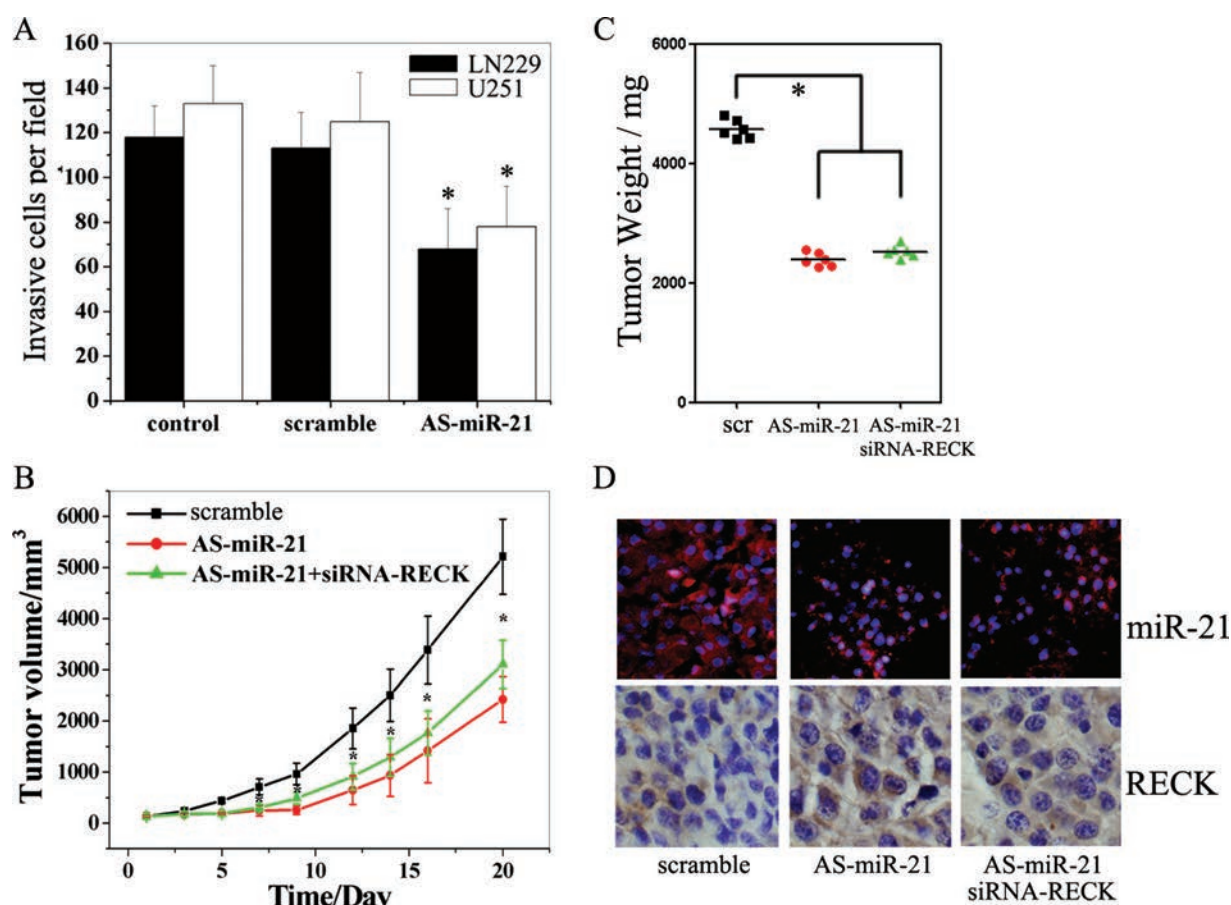 A
160
140
120
100
80
60
40
20
0
Invasive cells per field
LN229
U251
*
*
control scramble AS-miR-21
C
6000
4000
2000
0
Tumor Weight / mg
*
scr AS-miR-21 AS-miR-21
siRNA-RECK
B
6000
5000
4000
3000
2000
1000
0
Tumor volume/mm³
scramble
AS-miR-21
AS-miR-21+siRNA-RECK
* * * * * *
0 5 10 15 20
Time/Day
D
miR-21
RECK
scramble AS-miR-21 AS-miR-21
siRNA-RECK